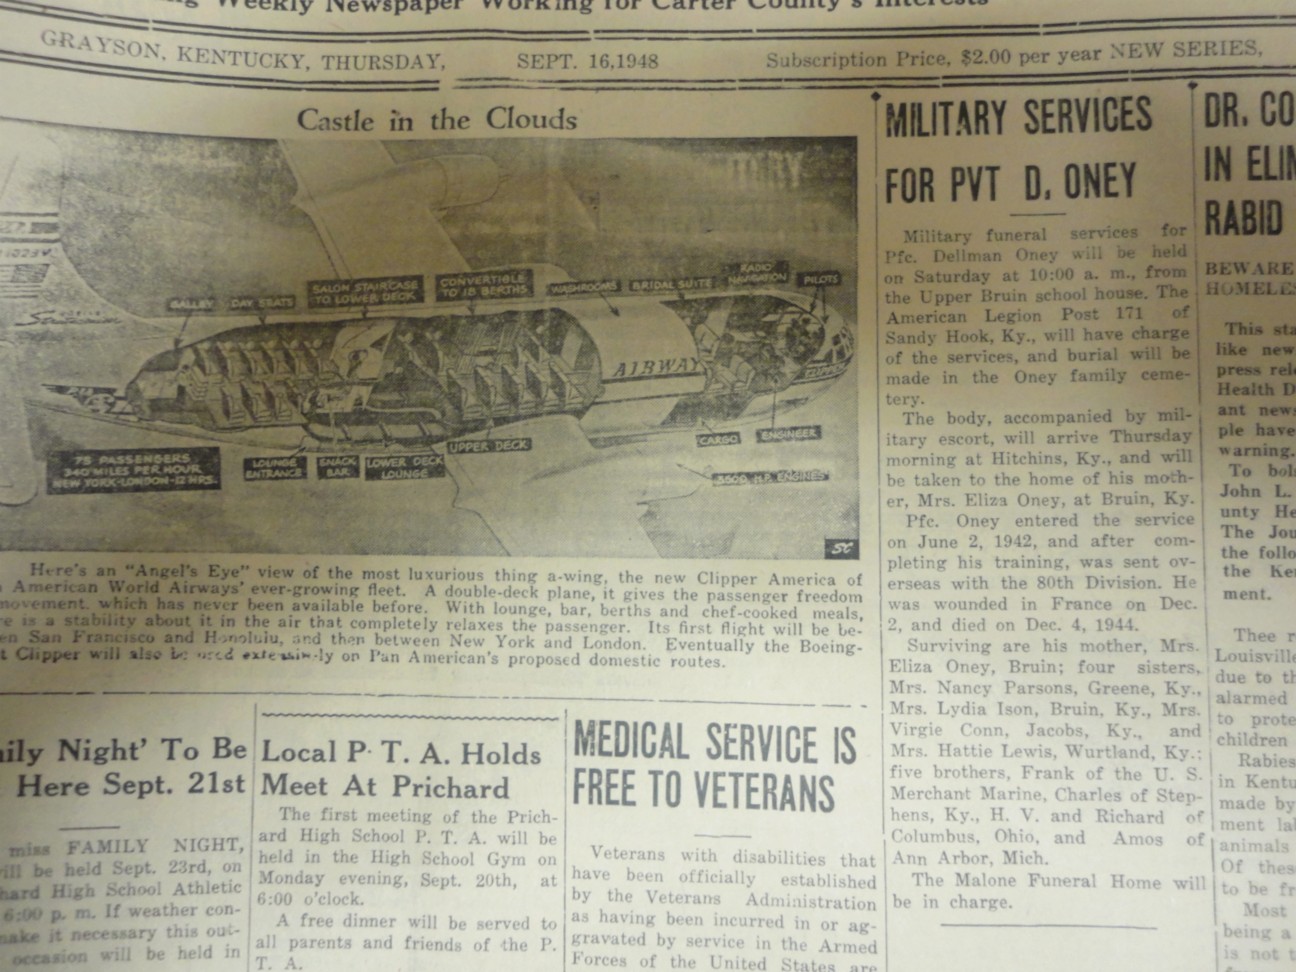 Weekly Newspaper Working for Carter County's Interests
GRAYSON, KENTUCKY, THURSDAY, SEPT. 16,1948 Subscription Price, $2.00 per year NEW SERIES,
Castle in the Clouds
GALLEY
DAY SEATS
SALON STAIRCASE
TO LOWER DECK
CONVERTIBLE
TO 18 BERTHS
WASHROOMS
BRIDAL SUITE
RADIO
NAVIGATION
PILOTS
AIRWAY
75 PASSENGERS
340 MILES PER HOUR
NEW YORK-LONDON-12 HRS.
LOUNGE
ENTRANCE
SNACK
BAR
LOWER DECK
LOUNGE
UPPER DECK
CARGO
ENGINEER
3500 H.P. ENGINES
SC
Here's an "Angel's Eye" view of the most luxurious thing a-wing, the new Clipper America of
American World Airways' ever-growing fleet. A double-deck plane, it gives the passenger freedom
movement, which has never been available before. With lounge, bar, berths and chef-cooked meals,
re is a stability about it in the air that completely relaxes the passenger. Its first flight will be be-
en San Francisco and Honolulu, and then between New York and London. Eventually the Boeing-
t Clipper will also be used extensively on Pan American's proposed domestic routes.
ily Night' To Be
Here Sept. 21st
miss FAMILY NIGHT,
ill be held Sept. 23rd, on
hard High School Athletic
6:00 p. m. If weather con-
make it necessary this out-
occasion will be held in
Local P. T. A. Holds
Meet At Prichard
The first meeting of the Prich-
ard High School P. T. A. will be
held in the High School Gym on
Monday evening, Sept. 20th, at
6:00 o'clock.
A free dinner will be served to
all parents and friends of the P.
T. A.
MEDICAL SERVICE IS
FREE TO VETERANS
Veterans with disabilities that
have been officially established
by the Veterans Administration
as having been incurred in or ag-
gravated by service in the Armed
Forces of the United States are
MILITARY SERVICES
FOR PVT D. ONEY
Military funeral services for
Pfc. Dellman Oney will be held
on Saturday at 10:00 a. m., from
the Upper Bruin school house. The
American Legion Post 171 of
Sandy Hook, Ky., will have charge
of the services, and burial will be
made in the Oney family ceme-
tery.
The body, accompanied by mil-
itary escort, will arrive Thursday
morning at Hitchins, Ky., and will
be taken to the home of his moth-
er, Mrs. Eliza Oney, at Bruin, Ky.
Pfc. Oney entered the service
on June 2, 1942, and after com-
pleting his training, was sent ov-
erseas with the 80th Division. He
was wounded in France on Dec.
2, and died on Dec. 4, 1944.
Surviving are his mother, Mrs.
Eliza Oney, Bruin; four sisters,
Mrs. Nancy Parsons, Greene, Ky.,
Mrs. Lydia Ison, Bruin, Ky., Mrs.
Virgie Conn, Jacobs, Ky., and
Mrs. Hattie Lewis, Wurtland, Ky.;
five brothers, Frank of the U. S.
Merchant Marine, Charles of Step-
hens, Ky., H. V. and Richard of
Columbus, Ohio, and Amos of
Ann Arbor, Mich.
The Malone Funeral Home will
be in charge.
DR. CO
IN ELIM
RABID
BEWARE
HOMELES
This sta
like new
press rele
Health D
ant news
ple have
warning.
To bols
John L.
unty He
The Jou
the follo
the Ken
ment.
Thee r
Louisville
due to th
alarmed
to prote
children
Rabies
in Kentu
made by
ment lab
animals
Of these
to be fr
Most
being a
is not t